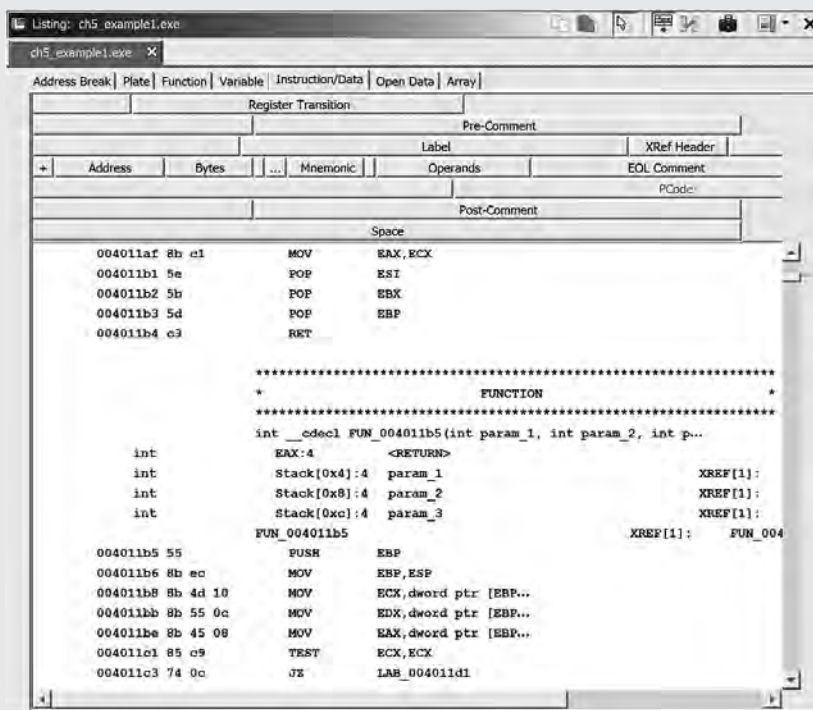 Listing: ch5_example1.exe
ch5_example1.exe X
Address Break | Plate | Function | Variable | Instruction/Data | Open Data | Array |
Register Transition
Pre-Comment
Label XRef Header
+ Address Bytes ... Mnemonic Operands EOL Comment
PCode
Post-Comment
Space
004011af 8b c1 MOV EAX,ECX
004011b1 5e POP ESI
004011b2 5b POP EBX
004011b3 5d POP EBP
004011b4 c3 RET
**********************************************************************
* FUNCTION *
**********************************************************************
int __cdecl FUN_004011b5(int param_1, int param_2, int p...
int EAX:4 <RETURN>
int Stack[0x4]:4 param_1 XREF[1]:
int Stack[0x8]:4 param_2 XREF[1]:
int Stack[0xc]:4 param_3 XREF[1]:
FUN_004011b5 XREF[1]: FUN_004
004011b5 55 PUSH EBP
004011b6 8b ec MOV EBP,ESP
004011b8 8b 4d 10 MOV ECX,dword ptr [EBP...
004011bb 8b 55 0c MOV EDX,dword ptr [EBP...
004011be 8b 45 08 MOV EAX,dword ptr [EBP...
004011c1 85 c9 TEST ECX,ECX
004011c3 74 0c JZ LAB_004011d1